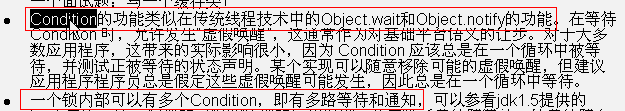 一个面试题：写一个缓存类！
• Condition的功能类似在传统线程技术中的Object.wait和Object.notify的功能。在等待
Condition 时，允许发生“虚假唤醒”，这通常作为对基础平台语义的让步。对于大多
数应用程序，这带来的实际影响很小，因为 Condition 应该总是在一个循环中被等
待，并测试正被等待的状态声明。某个实现可以随意移除可能的虚假唤醒，但建议
应用程序程序员总是假定这些虚假唤醒可能发生，因此总是在一个循环中等待。
• 一个锁内部可以有多个Condition，即有多路等待和通知，可以参看jdk1.5提供的